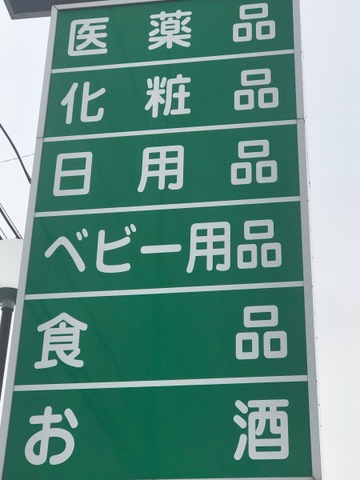 医薬品
化粧品
日用品
ベビー用品
食品
お酒